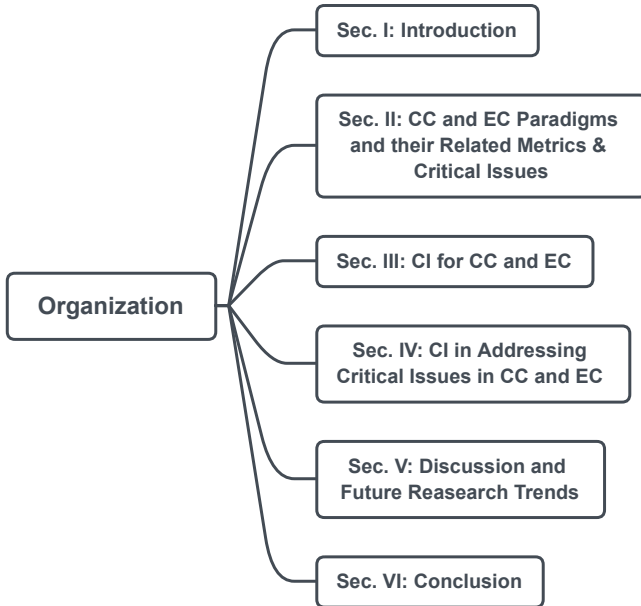 Sec. I: Introduction
Sec. II: CC and EC Paradigms
and their Related Metrics &
Critical Issues
Organization
Sec. III: CI for CC and EC
Sec. IV: CI in Addressing
Critical Issues in CC and EC
Sec. V: Discussion and
Future Reasearch Trends
Sec. VI: Conclusion